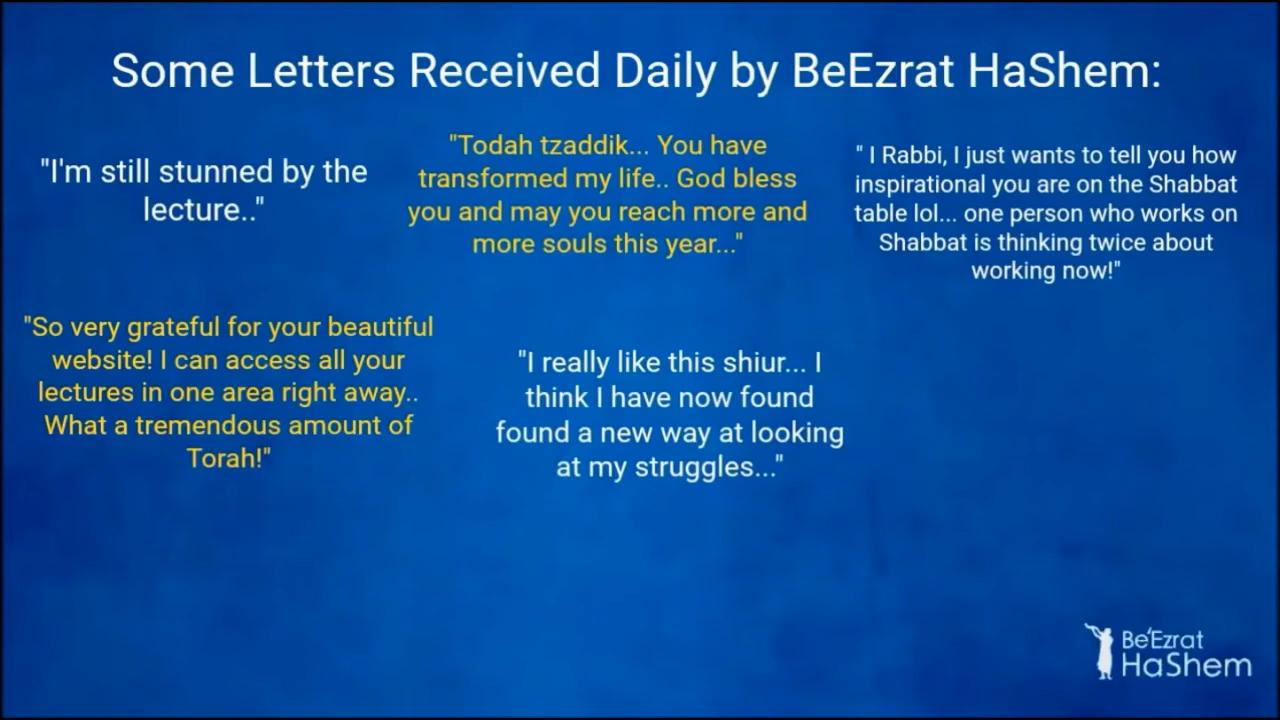 Some Letters Received Daily by BeEzrat HaShem:
"I'm still stunned by the
lecture.."
"Todah tzaddik... You have
transformed my life.. God bless
you and may you reach more and
more souls this year..."
" I Rabbi, I just wants to tell you how
inspirational you are on the Shabbat
table lol... one person who works on
Shabbat is thinking twice about
working now!"
"So very grateful for your beautiful
website! I can access all your
lectures in one area right away..
What a tremendous amount of
Torah!"
"I really like this shiur... I
think I have now found
found a new way at looking
at my struggles..."
Be'Ezrat
HaShem